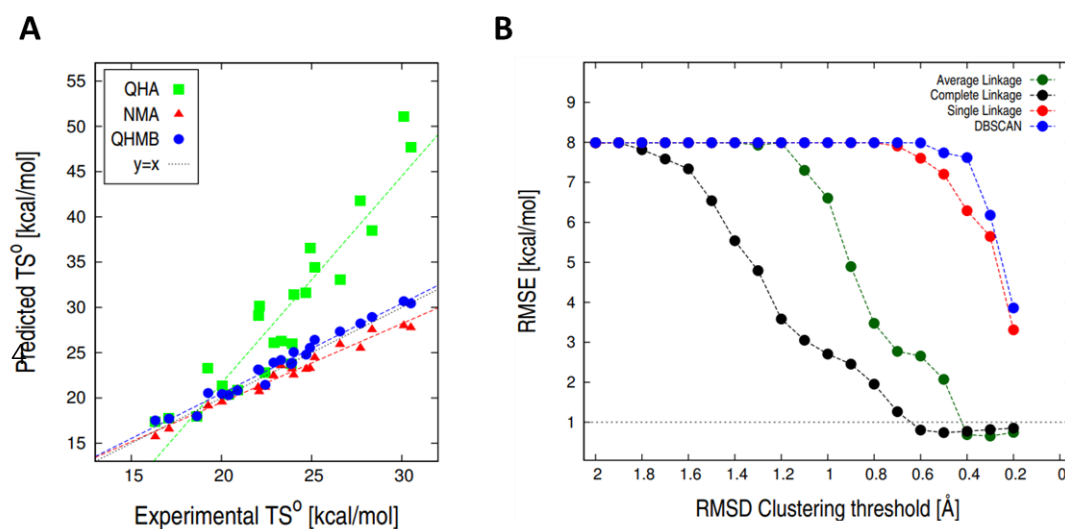 A
QHA
NMA
QHMB
y=x
Predicted TS° [kcal/mol]
55
50
45
40
35
30
25
20
15
4
20
25
30
Experimental TS° [kcal/mol]
B
Average Linkage
Complete Linkage
Single Linkage
DBSCAN
RMSE [kcal/mol]
9
8
7
6
5
4
3
2
1
2 1.8 1.6 1.4 1.2 1 0.8 0.6 0.4 0.2 0
RMSD Clustering threshold [Å]